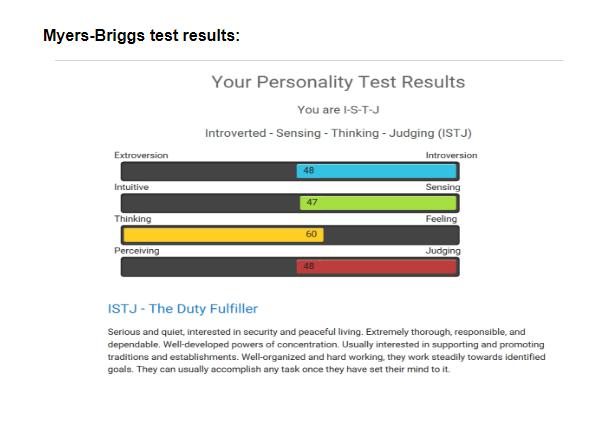 Myers-Briggs test results:
Your Personality Test Results
You are I-S-T-J
Introverted - Sensing - Thinking - Judging (ISTJ)
Extroversion Introversion
48
Intuitive Sensing
47
Thinking Feeling
60
Perceiving Judging
48
ISTJ - The Duty Fulfiller
Serious and quiet, interested in security and peaceful living. Extremely thorough, responsible, and
dependable. Well-developed powers of concentration. Usually interested in supporting and promoting
traditions and establishments. Well-organized and hard working, they work steadily towards identified
goals. They can usually accomplish any task once they have set their mind to it.